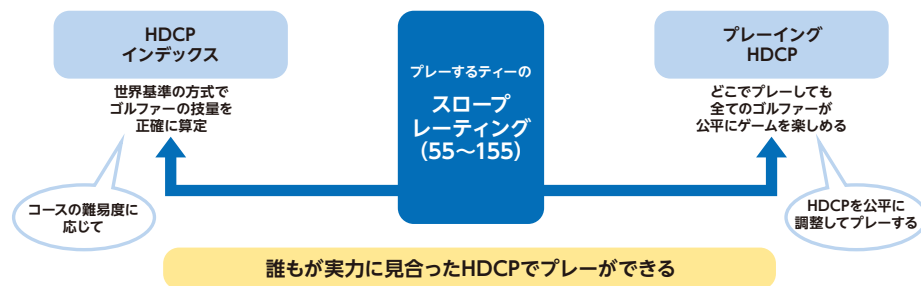 HDCP
インデックス
世界基準の方式で
ゴルファーの技量を
正確に算定
コースの難易度に
応じて
プレーするティーの
スロープ
レーティング
（55〜155）
プレーイング
HDCP
どこでプレーしても
全てのゴルファーが
公平にゲームを楽しめる
HDCPを公平に
調整してプレーする
誰もが実力に見合ったHDCPでプレーができる